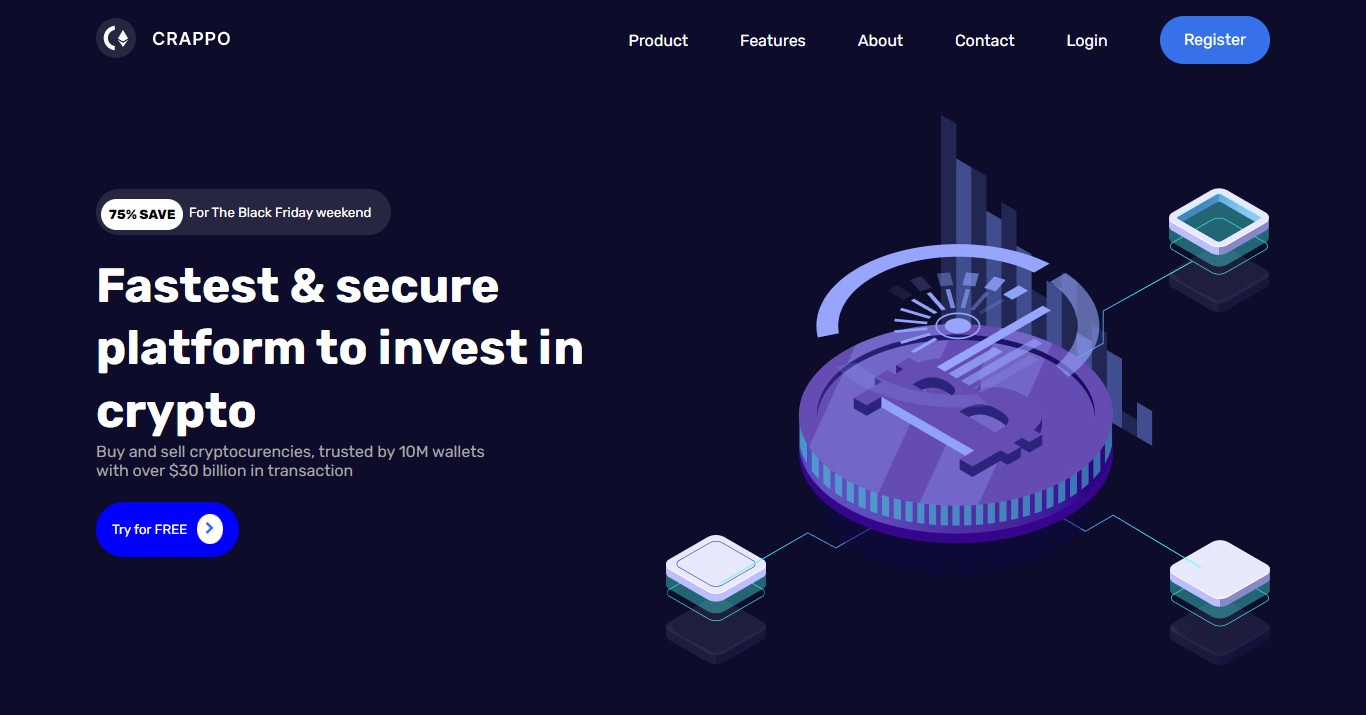 CRAPPO
Product Features About Contact Login Register
75% SAVE For The Black Friday weekend
Fastest & secure
platform to invest in
crypto
Buy and sell cryptocurencies, trusted by 10M wallets
with over $30 billion in transaction
Try for FREE